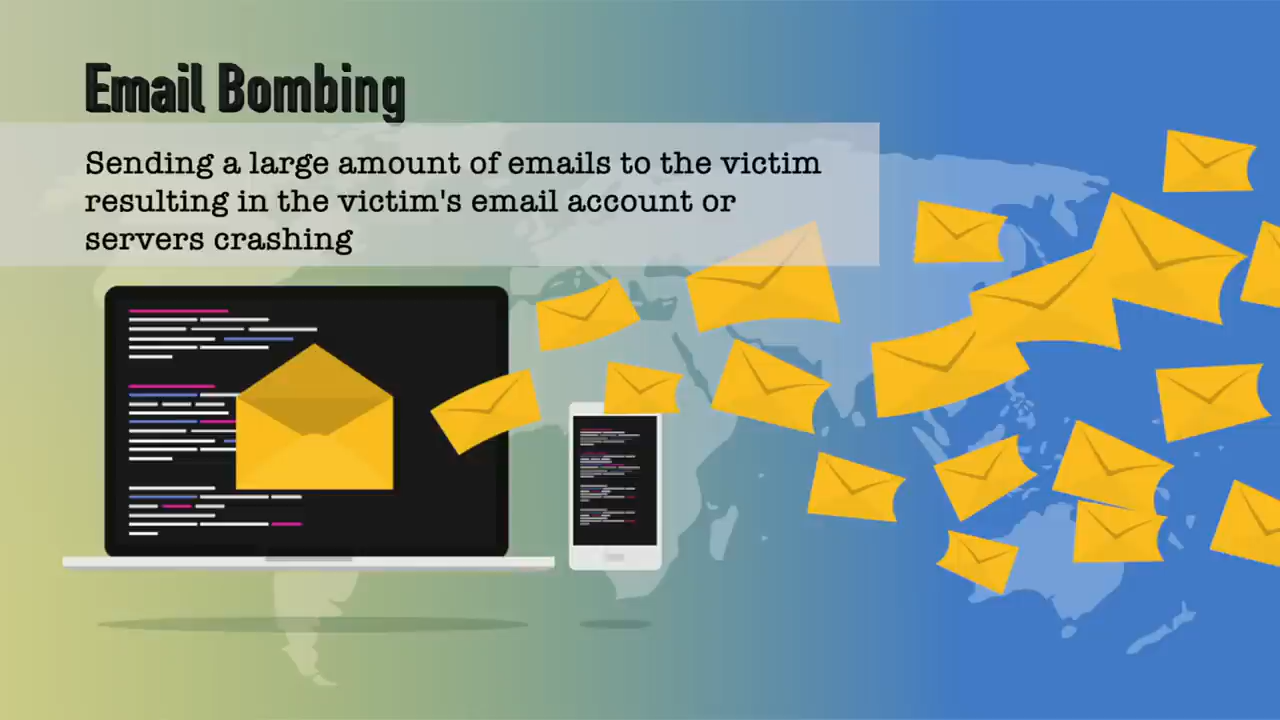 Email Bombing
Sending a large amount of emails to the victim
resulting in the victim's email account or
servers crashing